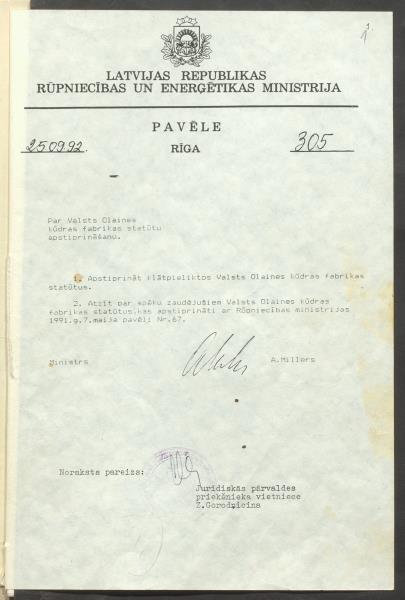 LATVIJAS REPUBLIKAS
RŪPNIECĪBAS UN ENERĢĒTIKAS MINISTRIJA
PAVĒLE
25.09.92. RĪGA 305
Par Valsts Olaines
kūdras fabrikas statūtu
apstiprināšanu.
1. Apstiprināt klātpieliktos Valsts Olaines kūdras fabrikas
statūtus.
2. Atzīt par spēku zaudējušiem Valsts Olaines kūdras
fabrikas statūtus,kas apstiprināti ar Rūpniecības ministrijas
1991.g.7.maija pavēli Nr.67.
Ministrs A.Millers
Noraksts pareizs:
Juridiskās pārvaldes
priekšnieka vietniece
Z.Gorodņicina